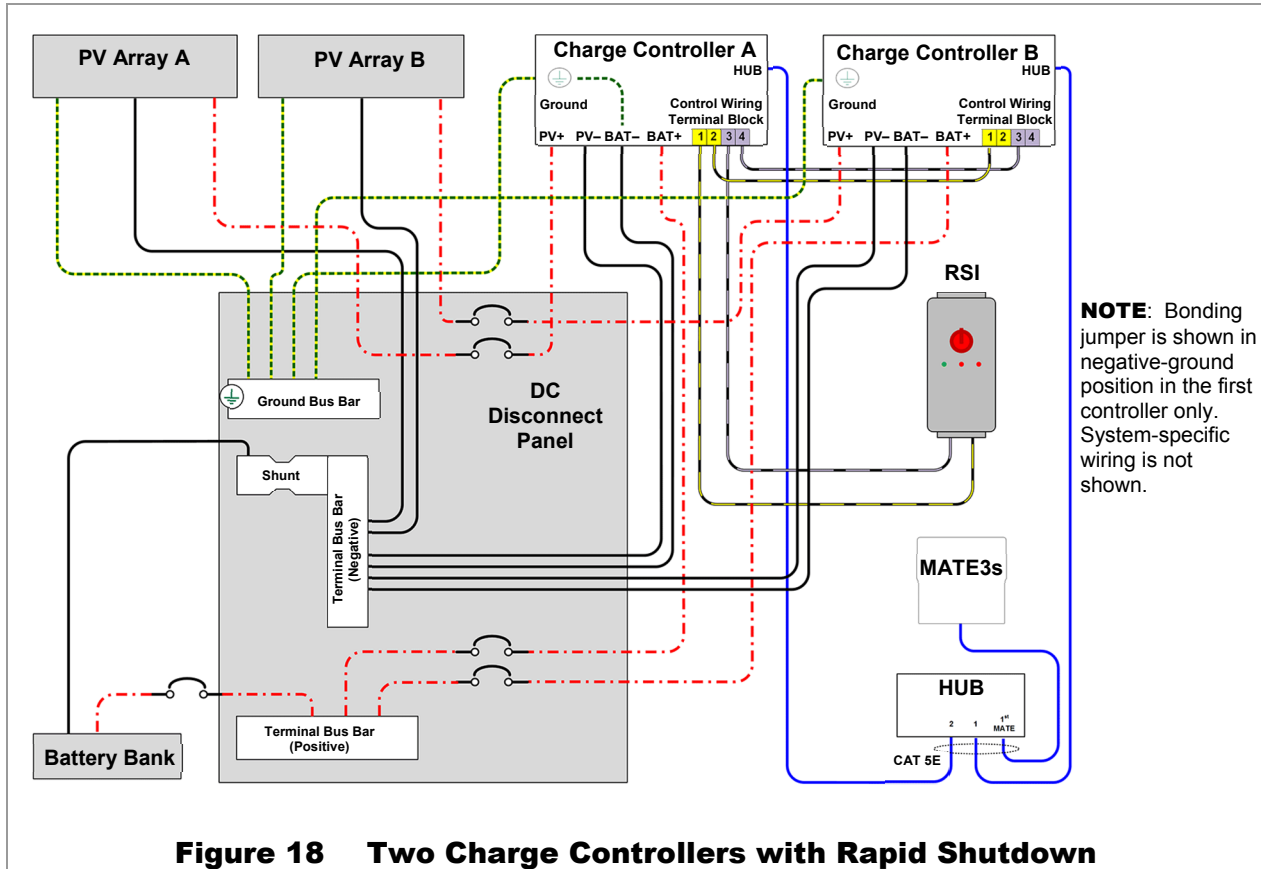 PV Array A
PV Array B
Charge Controller A
HUB
Ground
Control Wiring
Terminal Block
PV+ PV– BAT– BAT+ 1 2 3 4
Charge Controller B
HUB
Ground
Control Wiring
Terminal Block
PV+ PV– BAT– BAT+ 1 2 3 4
RSI
NOTE: Bonding
jumper is shown in
negative-ground
position in the first
controller only.
System-specific
wiring is not
shown.
Ground Bus Bar
DC
Disconnect
Panel
Shunt
Terminal Bus Bar
(Negative)
MATE3s
HUB
2 1 1st
MATE
CAT 5E
Terminal Bus Bar
(Positive)
Battery Bank
Figure 18 Two Charge Controllers with Rapid Shutdown